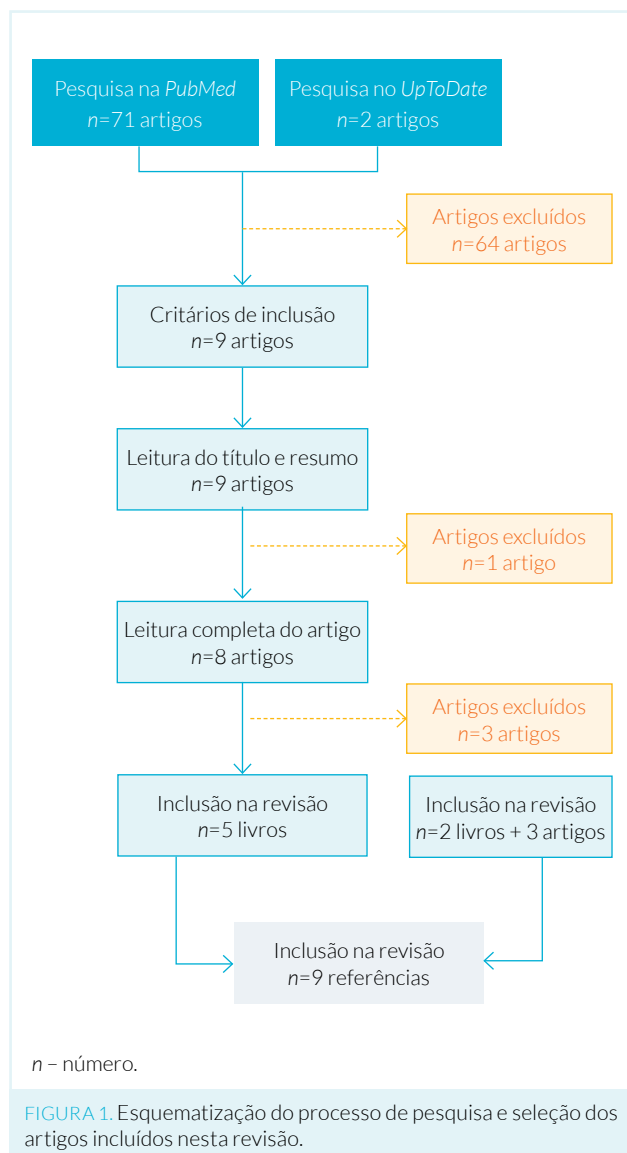 Pesquisa na PubMed
n=71 artigos
Pesquisa no UpToDate
n=2 artigos
Artigos excluídos
n=64 artigos
Critários de inclusão
n=9 artigos
Leitura do título e resumo
n=9 artigos
Artigos excluídos
n=1 artigo
Leitura completa do artigo
n=8 artigos
Artigos excluídos
n=3 artigos
Inclusão na revisão
n=5 livros
Inclusão na revisão
n=2 livros + 3 artigos
Inclusão na revisão
n=9 referências
n – número.
FIGURA 1. Esquematização do processo de pesquisa e seleção dos
artigos incluídos nesta revisão.